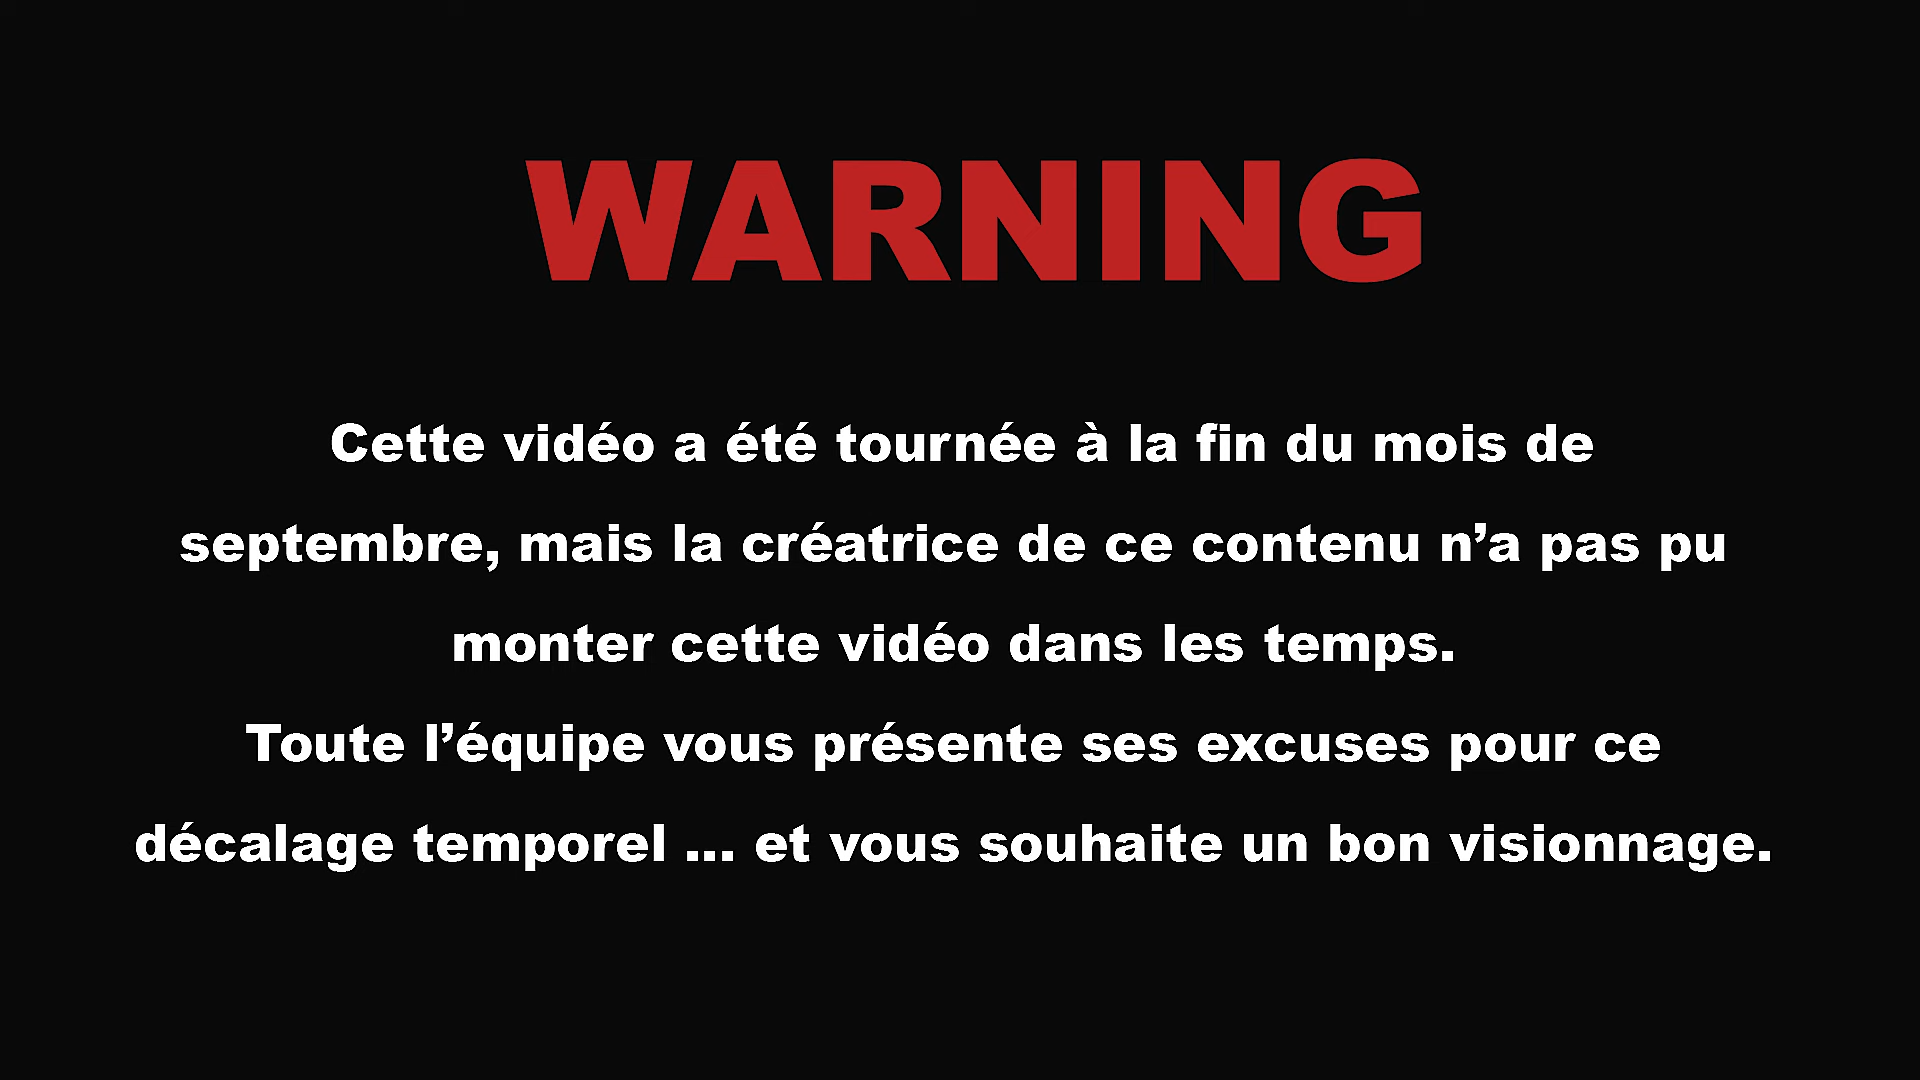 WARNING
Cette vidéo a été tournée à la fin du mois de
septembre, mais la créatrice de ce contenu n’a pas pu
monter cette vidéo dans les temps.
Toute l’équipe vous présente ses excuses pour ce
décalage temporel ... et vous souhaite un bon visionnage.